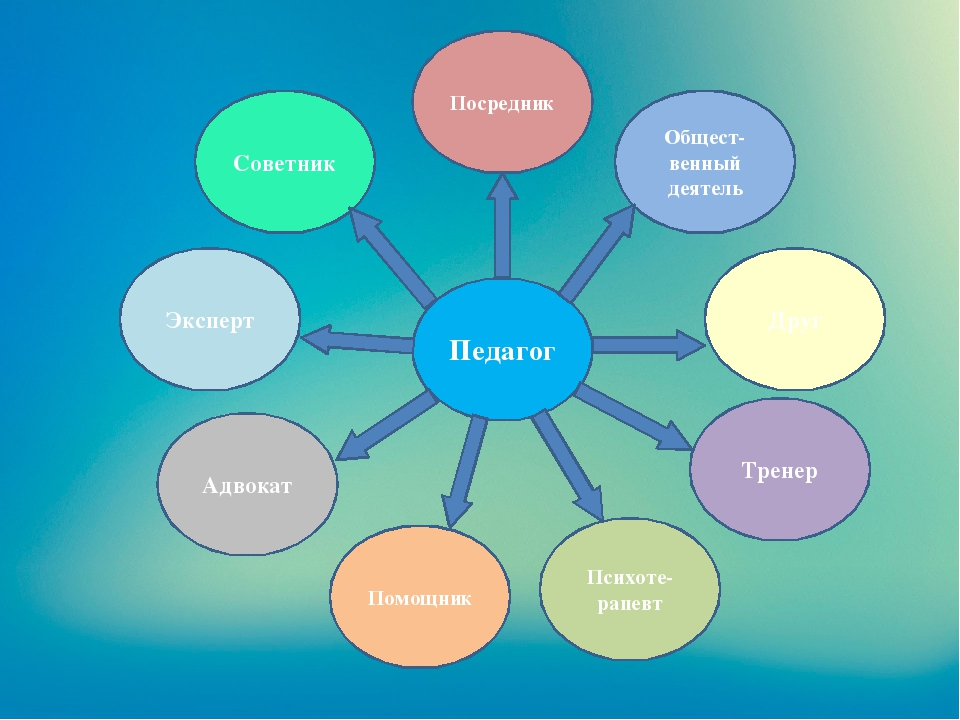 Посредник
Общест-
венный
деятель
Советник
Эксперт
Друг
Педагог
Тренер
Адвокат
Психоте-
рапевт
Помощник